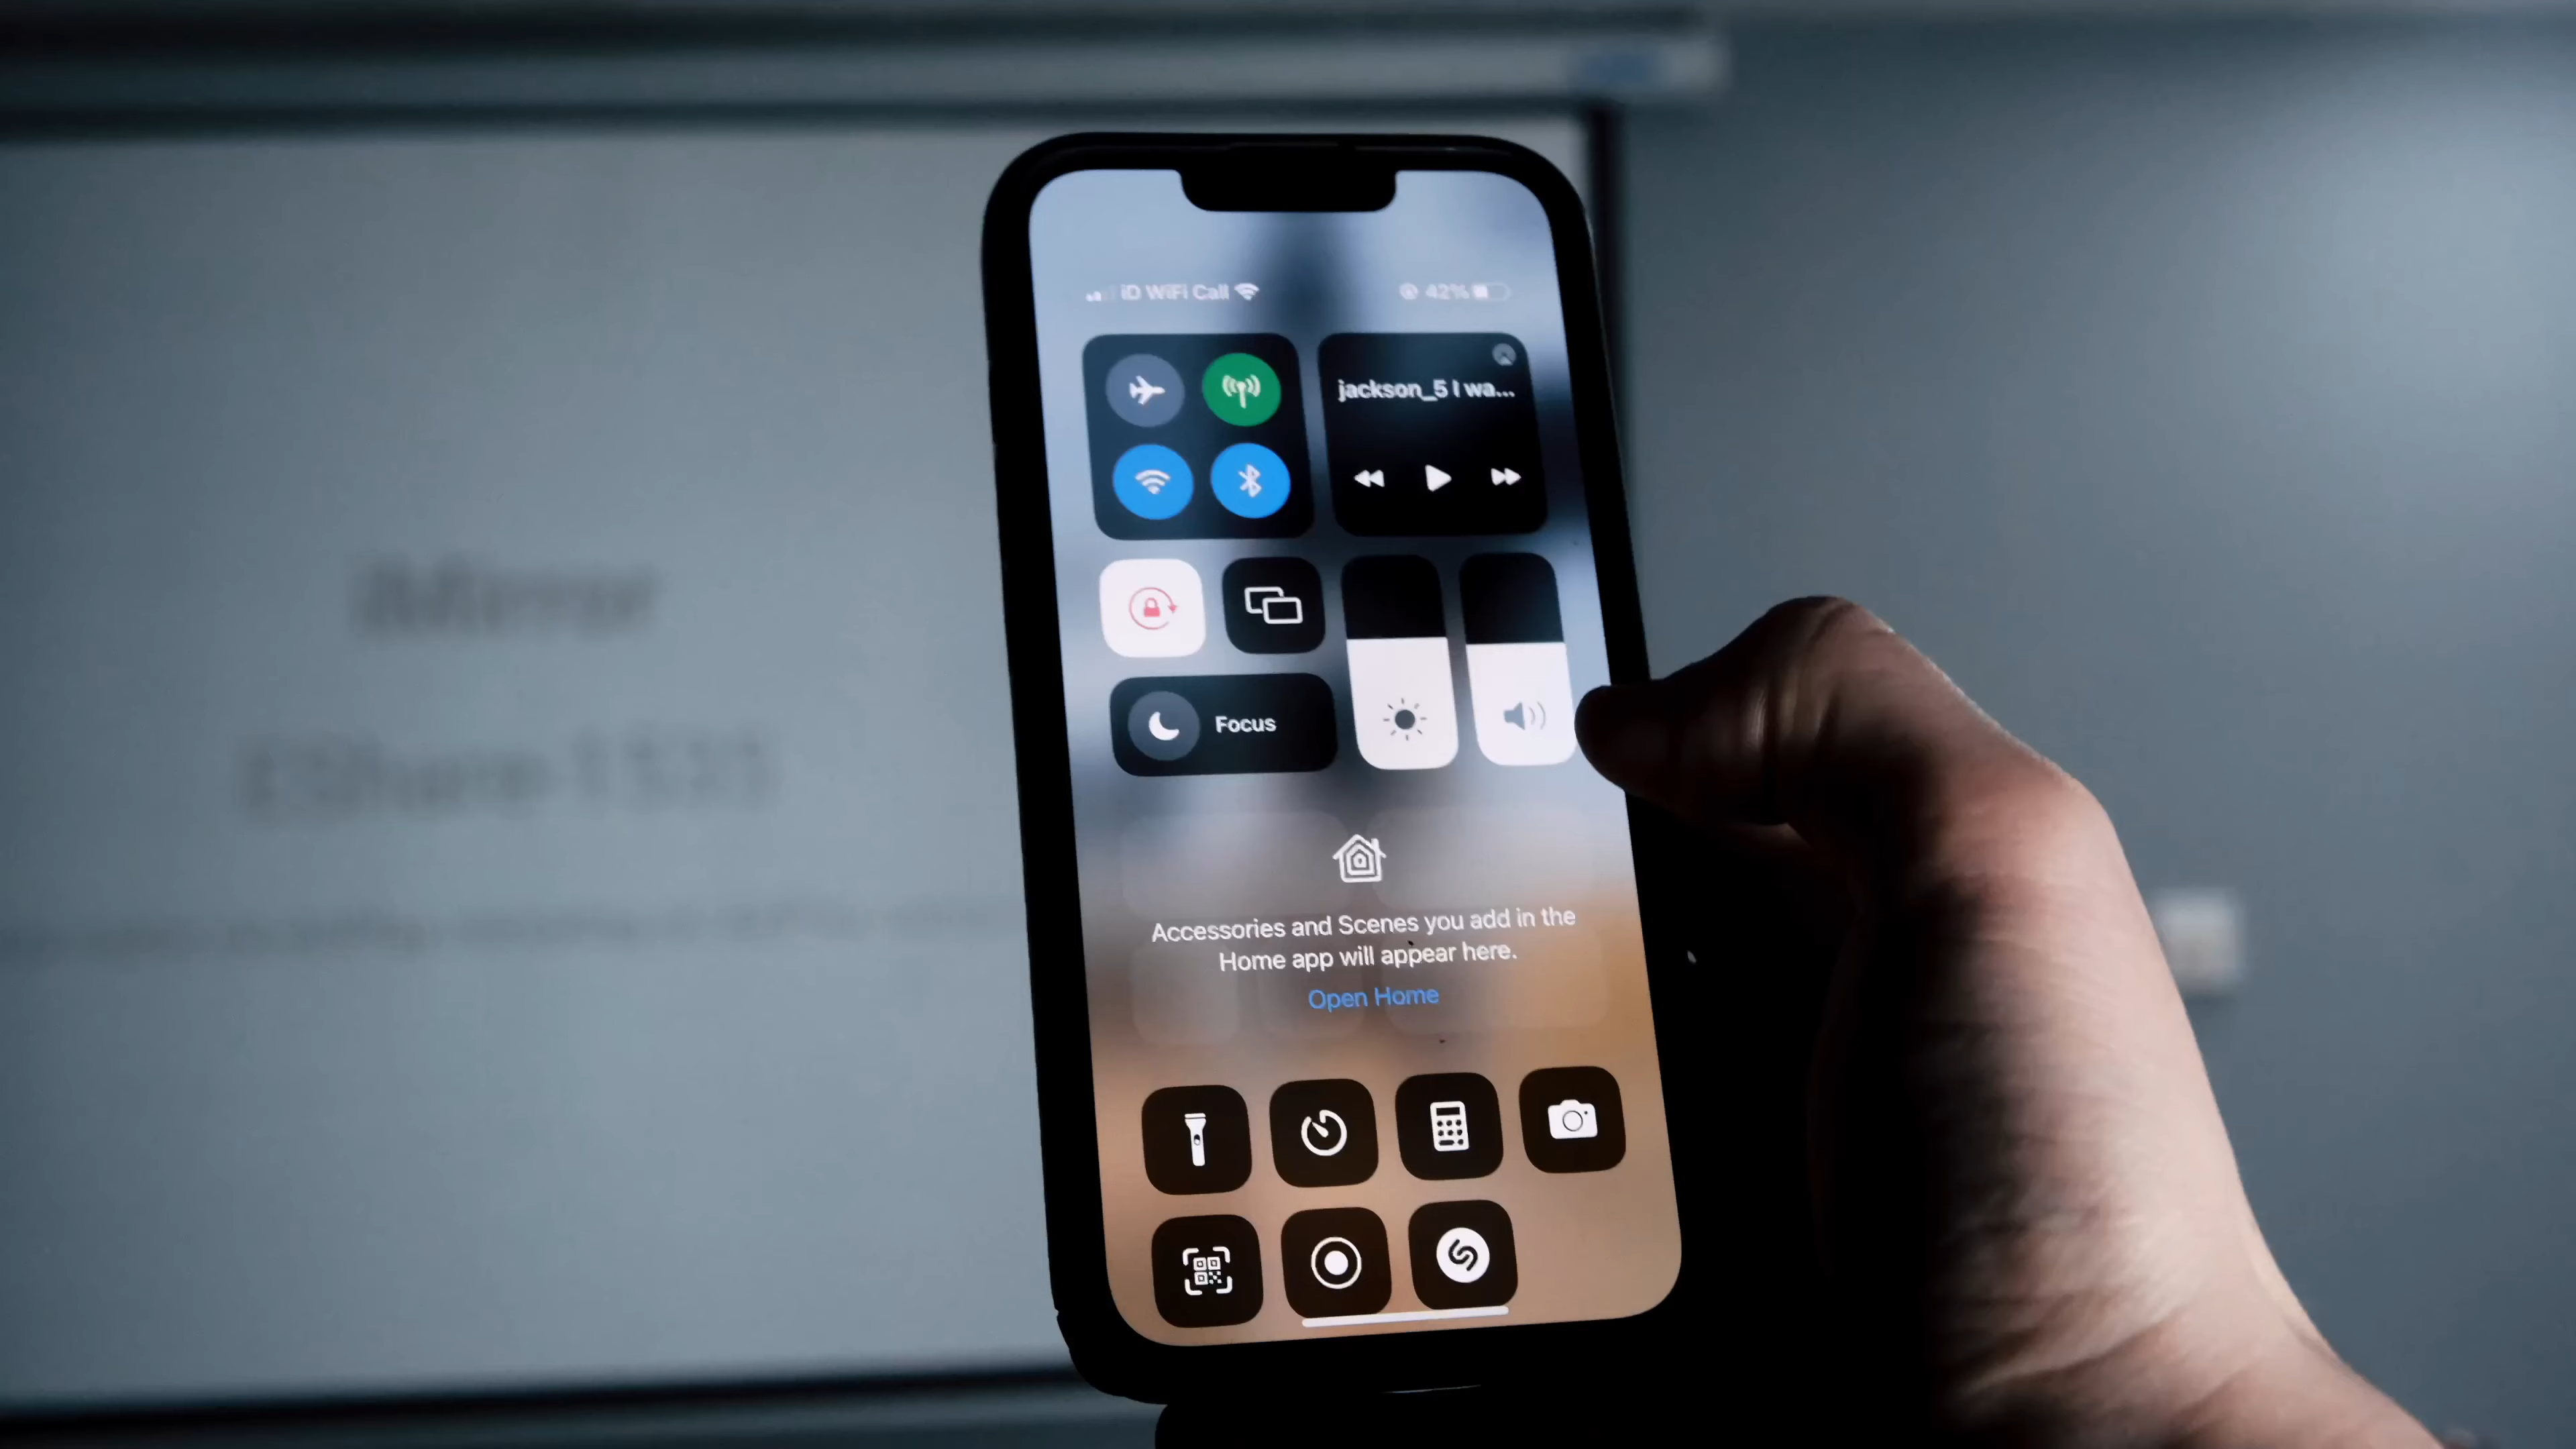 iD WiFi Call
42%
jackson_5 I wa...
Focus
Accessories and Scenes you add in the
Home app will appear here.
Open Home
iMirror